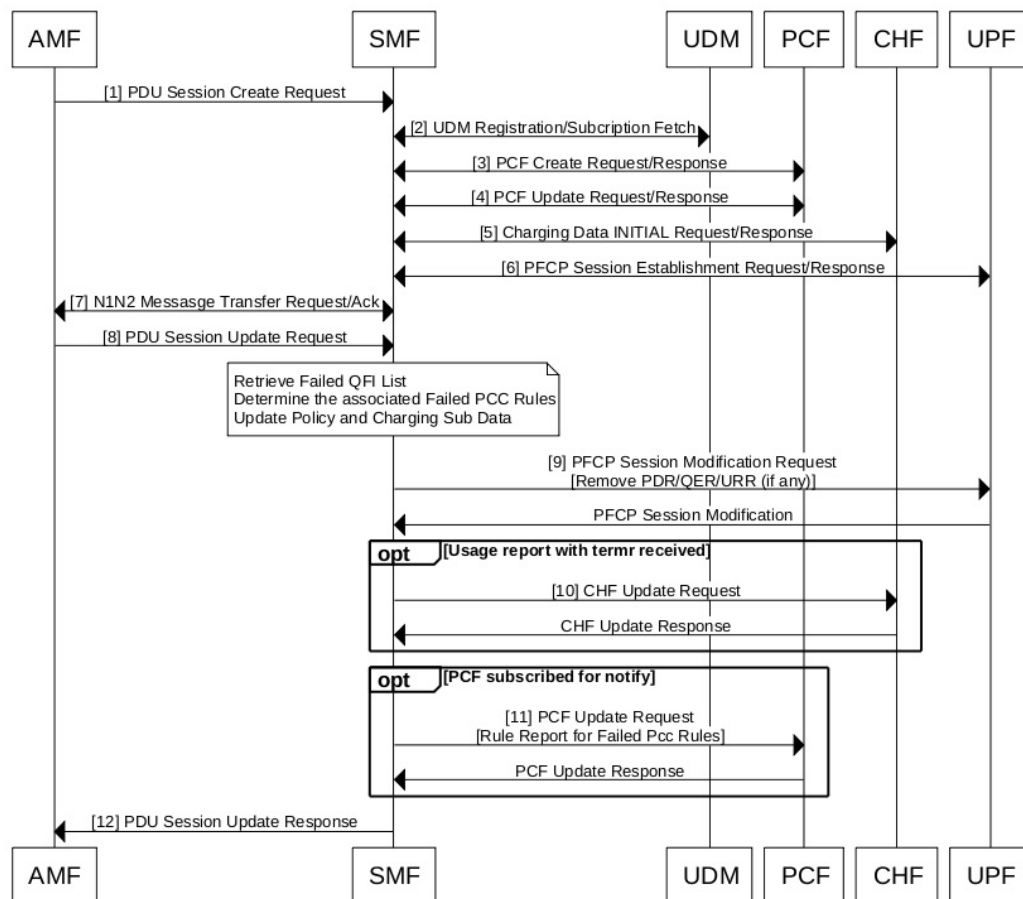 AMF SMF UDM PCF CHF UPF
[1] PDU Session Create Request
[2] UDM Registration/Subcription Fetch
[3] PCF Create Request/Response
[4] PCF Update Request/Response
[5] Charging Data INITIAL Request/Response
[6] PFCP Session Establishment Request/Response
[7] N1N2 Messasge Transfer Request/Ack
[8] PDU Session Update Request
Retrieve Failed QFI List
Determine the associated Failed PCC Rules
Update Policy and Charging Sub Data
[9] PFCP Session Modification Request
[Remove PDR/QER/URR (if any)]
PFCP Session Modification
opt [Usage report with termr received]
[10] CHF Update Request
CHF Update Response
opt [PCF subscribed for notify]
[11] PCF Update Request
[Rule Report for Failed Pcc Rules]
PCF Update Response
[12] PDU Session Update Response
AMF SMF UDM PCF CHF UPF